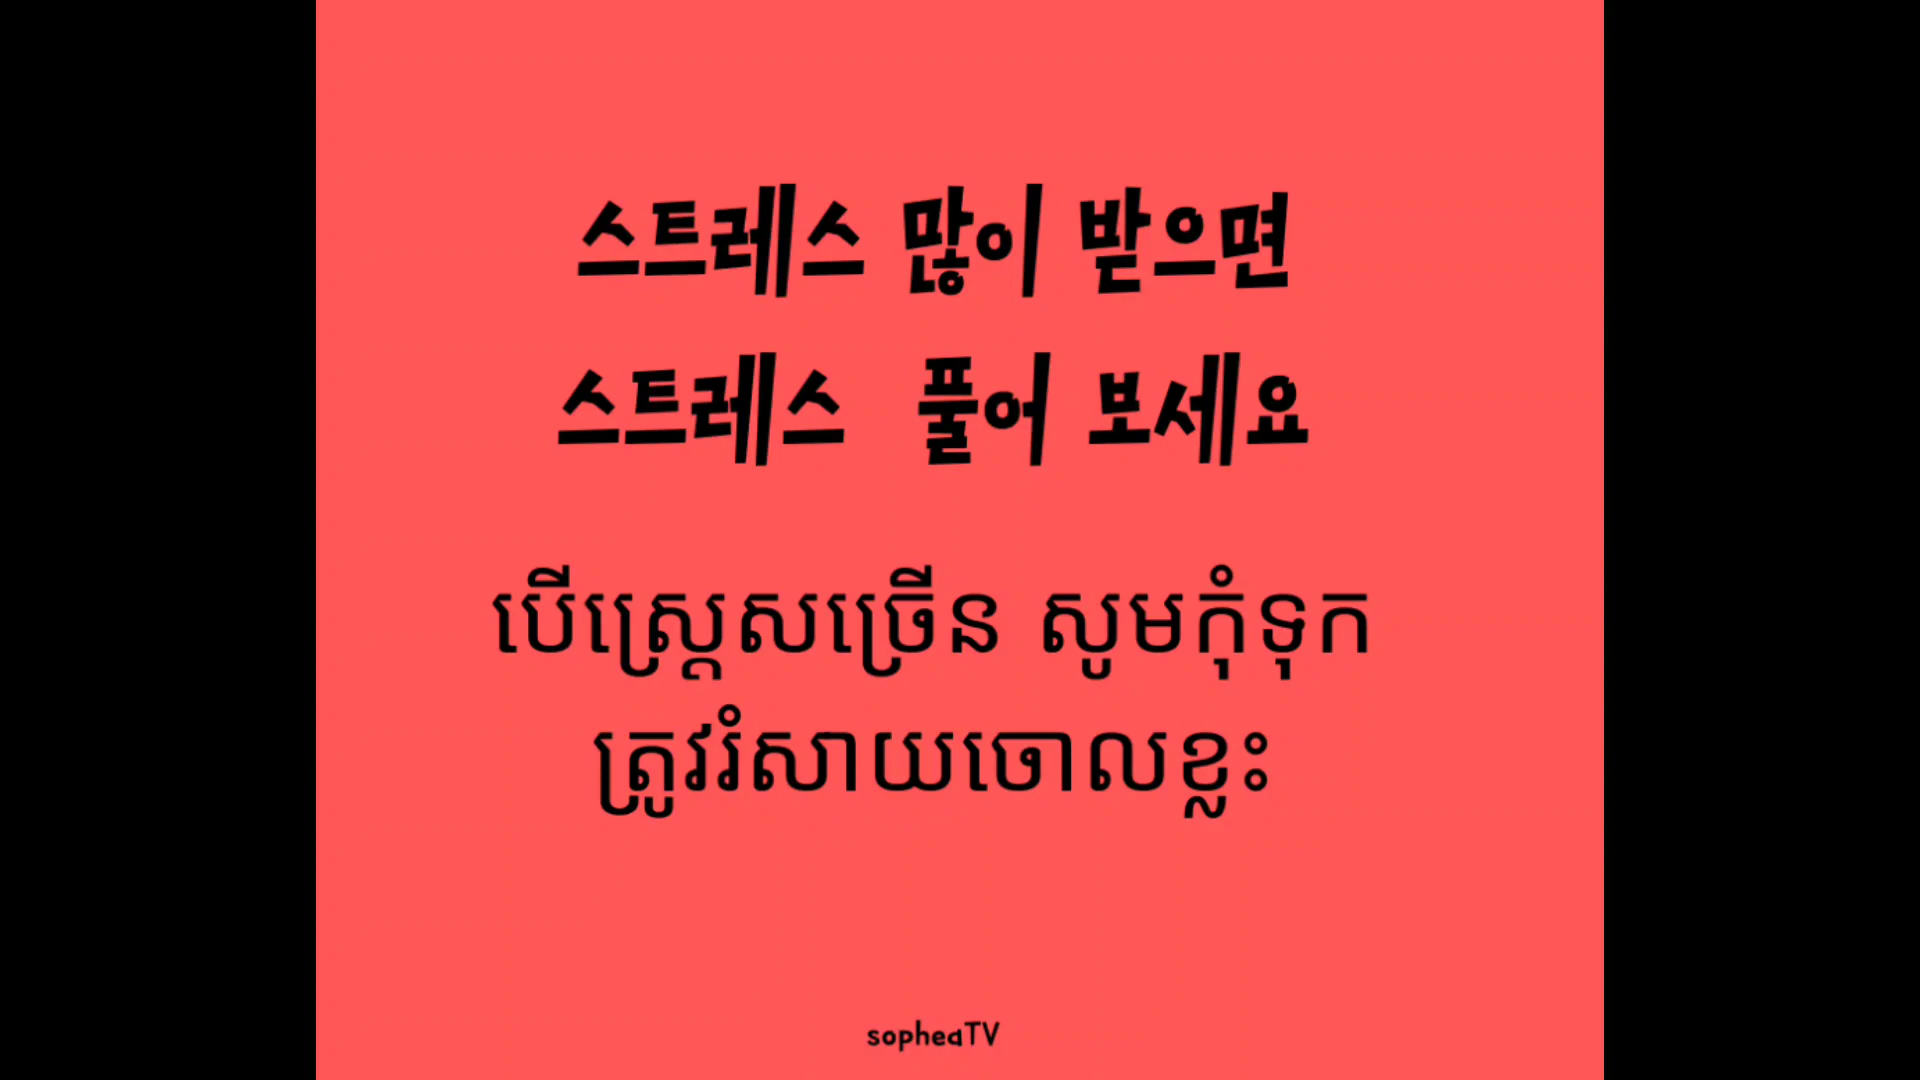 스트레스 많이 받으면
스트레스 풀어 보세요
បើស្ត្រេសច្រើន សូមកុំទុក
ត្រូវរំសាយចោលខ្លះ
sopheaTV